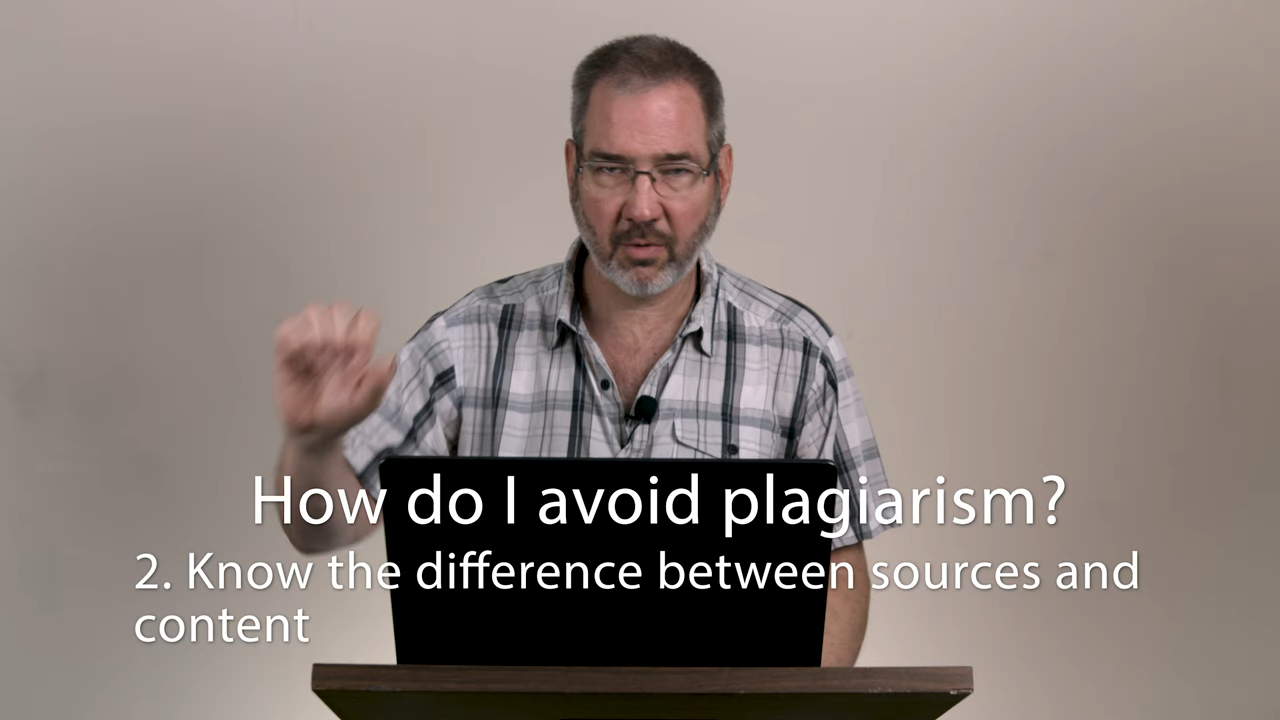 How do I avoid plagiarism?
2. Know the difference between sources and
content